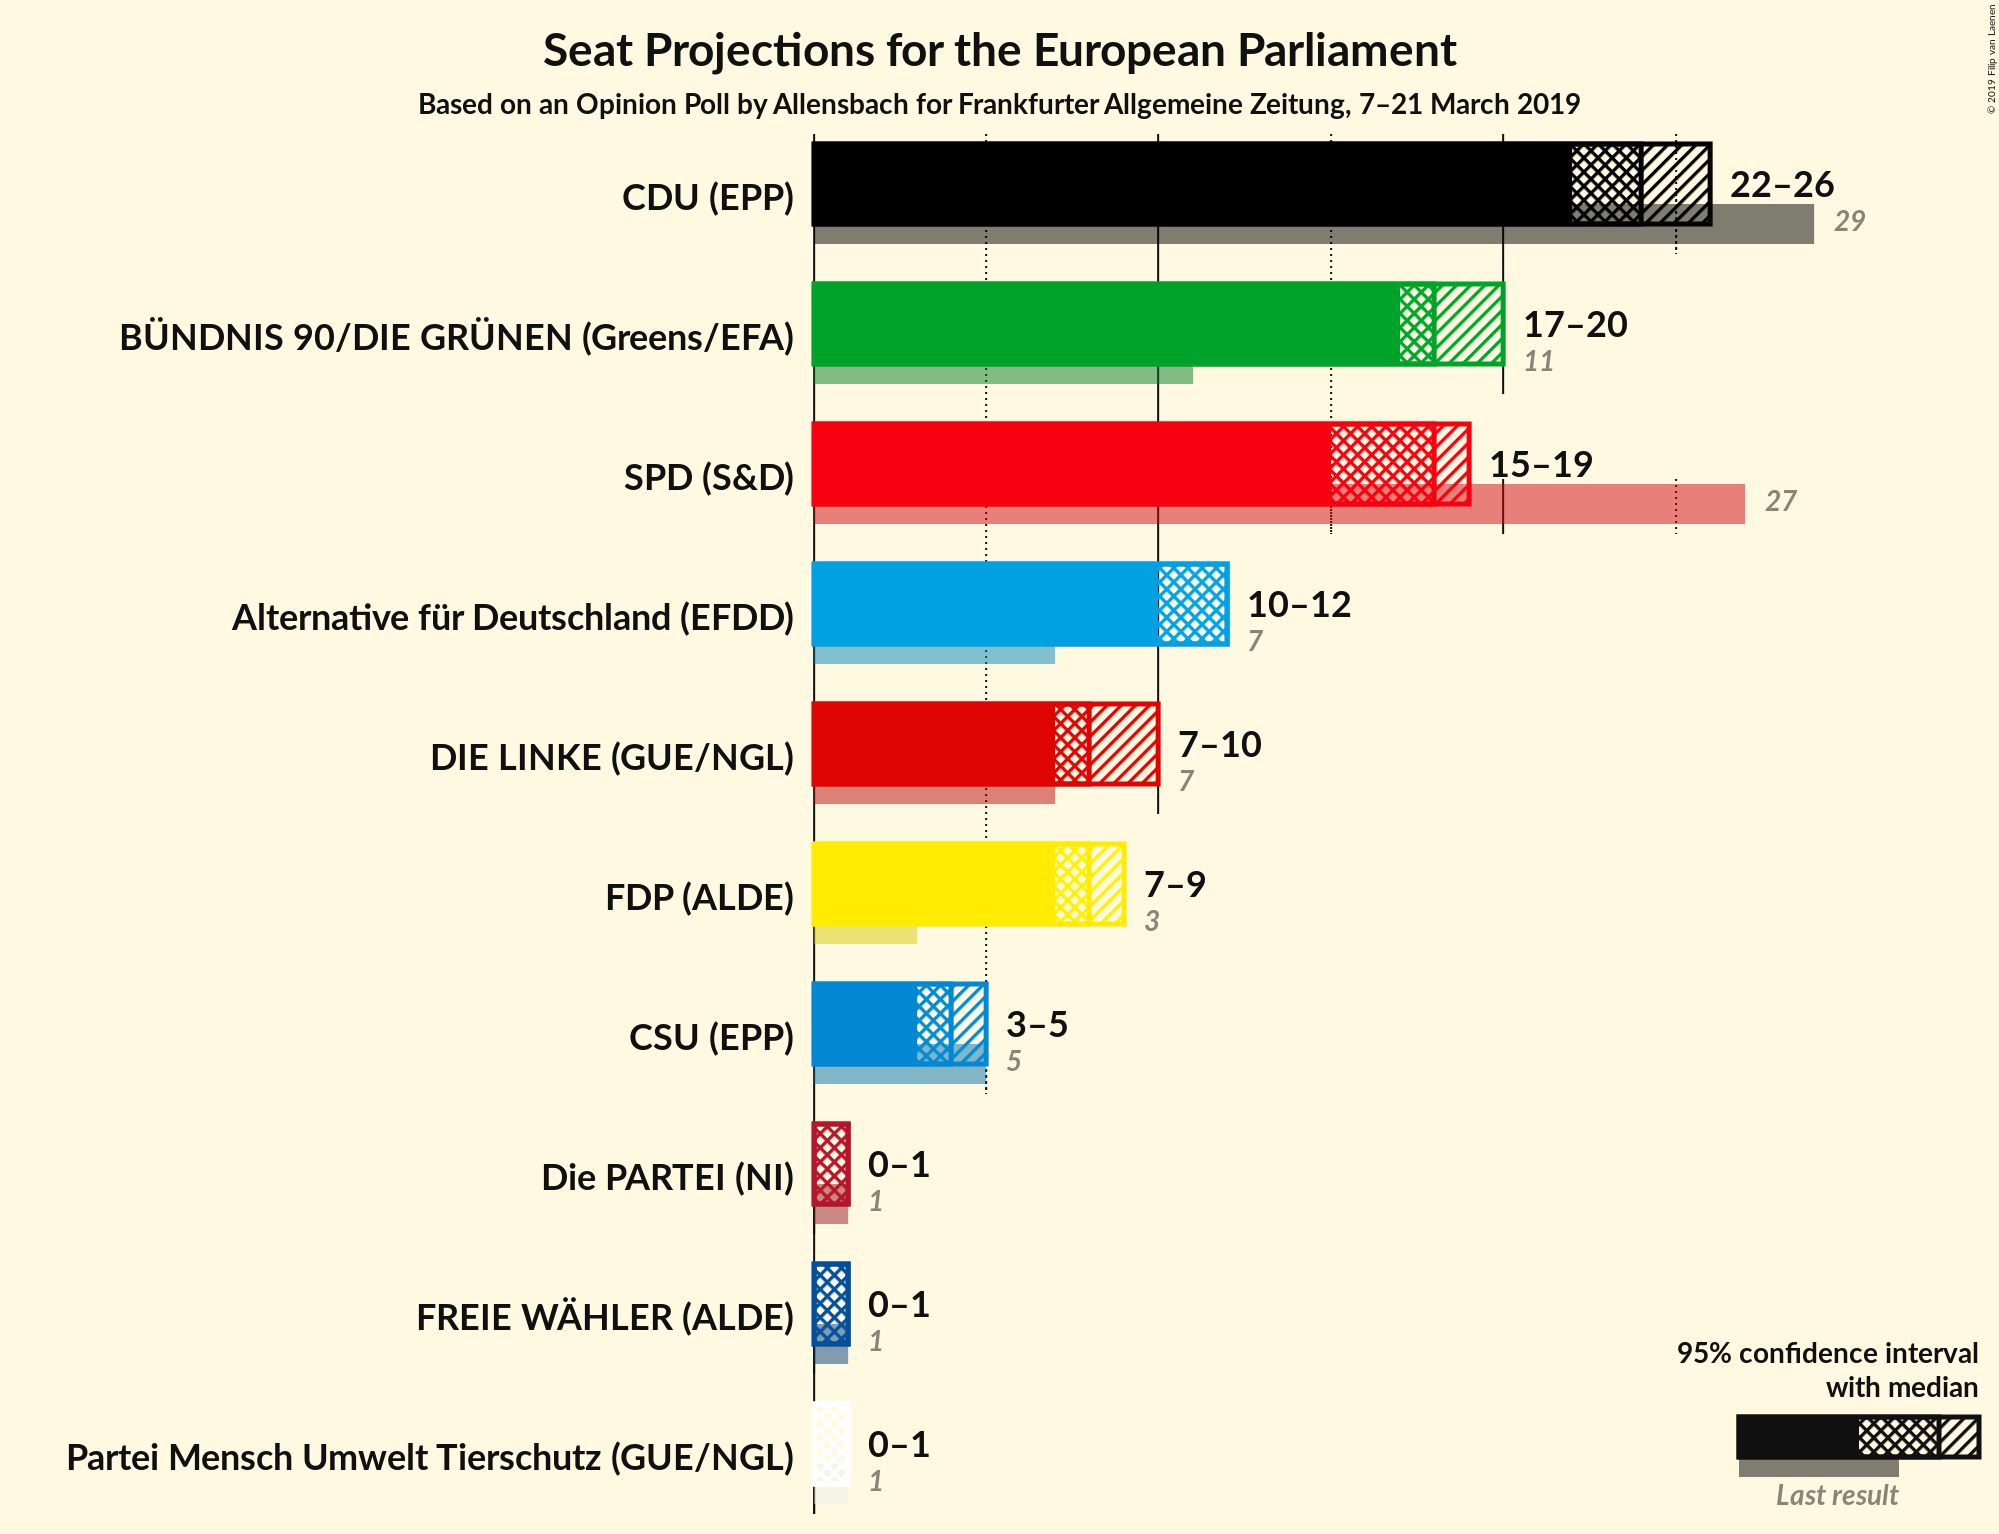 Seat Projections for the European Parliament
Based on an Opinion Poll by Allensbach for Frankfurter Allgemeine Zeitung, 7–21 March 2019
© 2019 Filip van Laenen
CDU (EPP)
22–26
29
BÜNDNIS 90/DIE GRÜNEN (Greens/EFA)
17–20
11
SPD (S&D)
15–19
27
Alternative für Deutschland (EFDD)
10–12
7
DIE LINKE (GUE/NGL)
7–10
7
FDP (ALDE)
7–9
3
CSU (EPP)
3–5
5
Die PARTEI (NI)
0–1
1
FREIE WÄHLER (ALDE)
0–1
1
Partei Mensch Umwelt Tierschutz (GUE/NGL)
0–1
1
95% confidence interval
with median
Last result